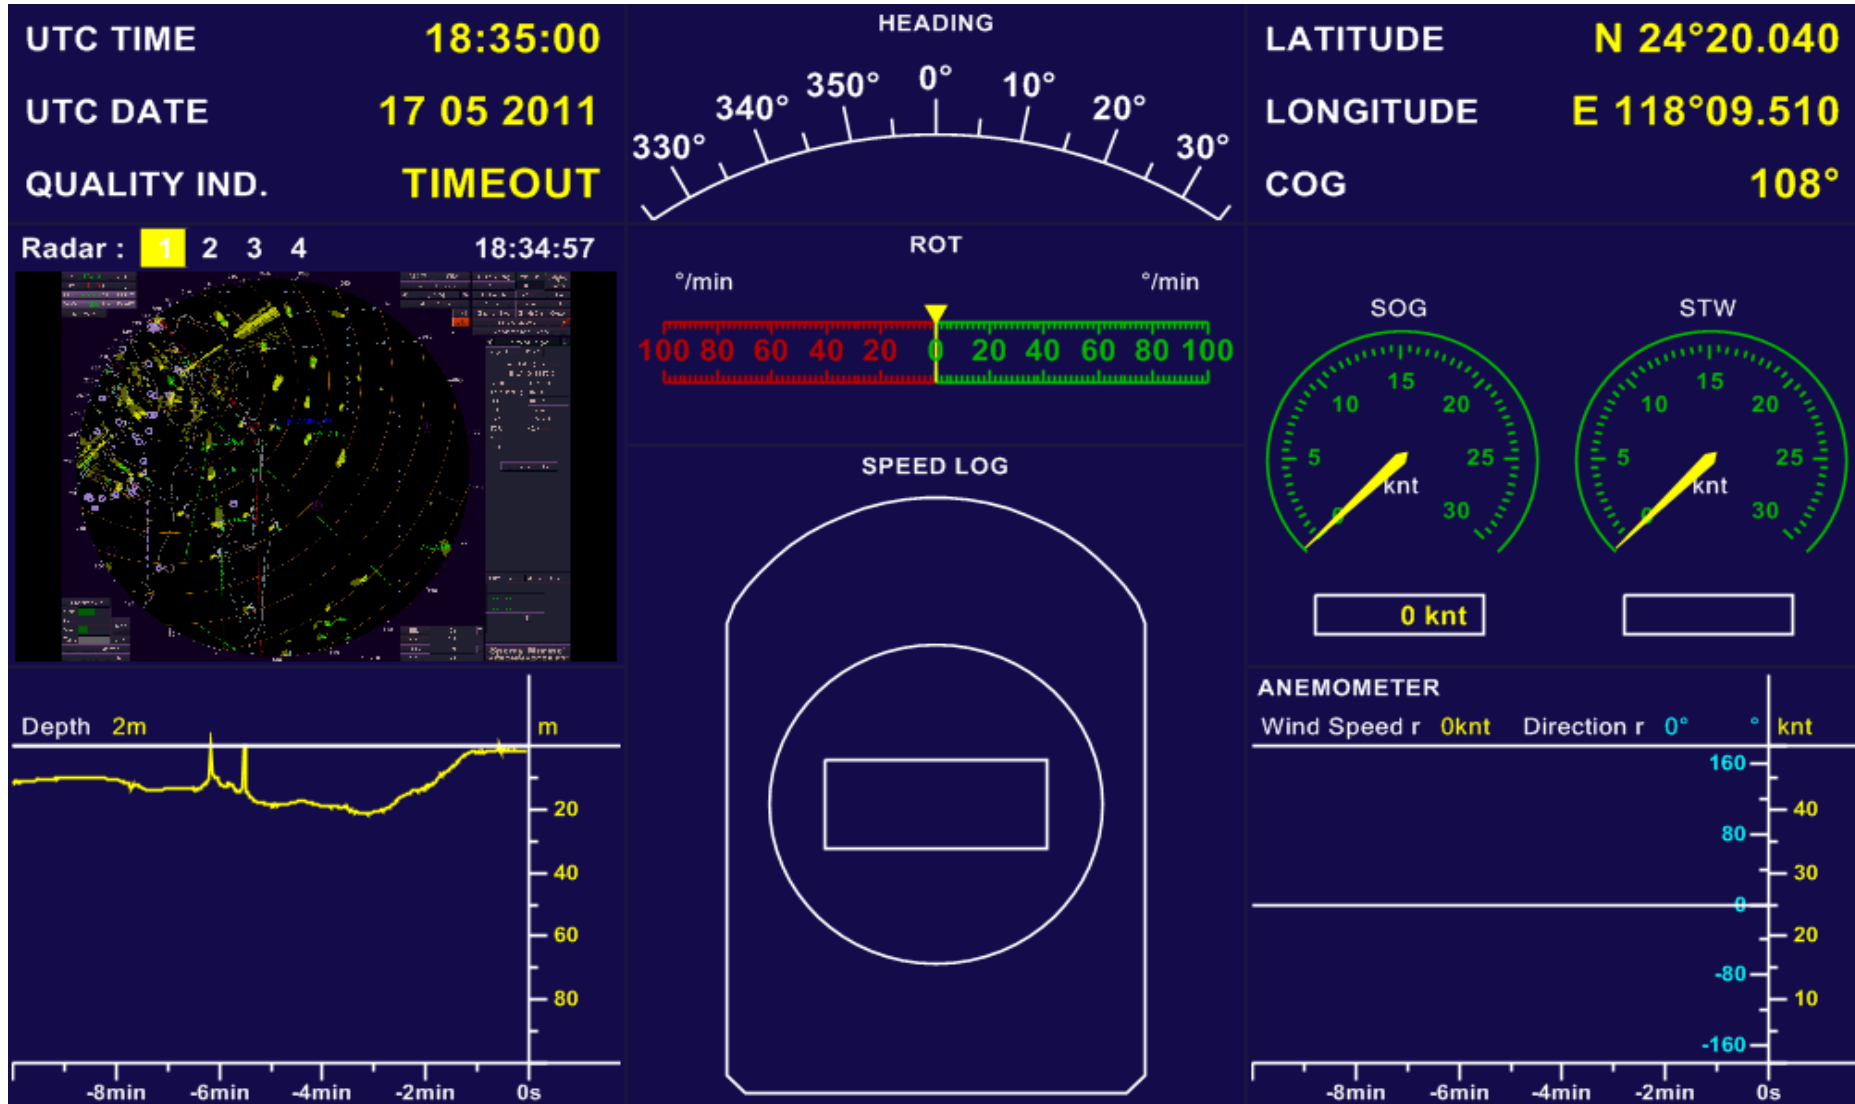 UTC TIME 18:35:00
UTC DATE 17 05 2011
QUALITY IND. TIMEOUT
HEADING
330° 340° 350° 0° 10° 20° 30°
LATITUDE N 24°20.040
LONGITUDE E 118°09.510
COG 108°
Radar : 1 2 3 4 18:34:57
ROT
°/min °/min
100 80 60 40 20 0 20 40 60 80 100
SPEED LOG
SOG
0 5 10 15 20 25 30
knt
0 knt
STW
0 5 10 15 20 25 30
knt
Depth 2m m
20
40
60
80
-8min -6min -4min -2min 0s
ANEMOMETER
Wind Speed r 0knt Direction r 0° ° knt
160
40
80
30
0
20
-80
10
-160
-8min -6min -4min -2min 0s